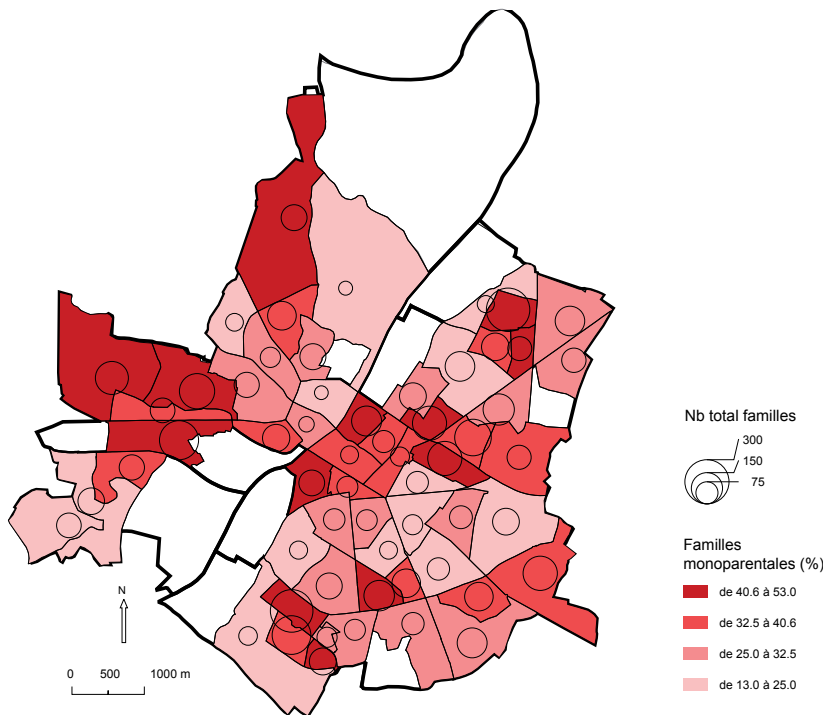 Nb total familles
300
150
75
Familles
monoparentales (%)
de 40.6 à 53.0
de 32.5 à 40.6
de 25.0 à 32.5
de 13.0 à 25.0
N
0 500 1000 m